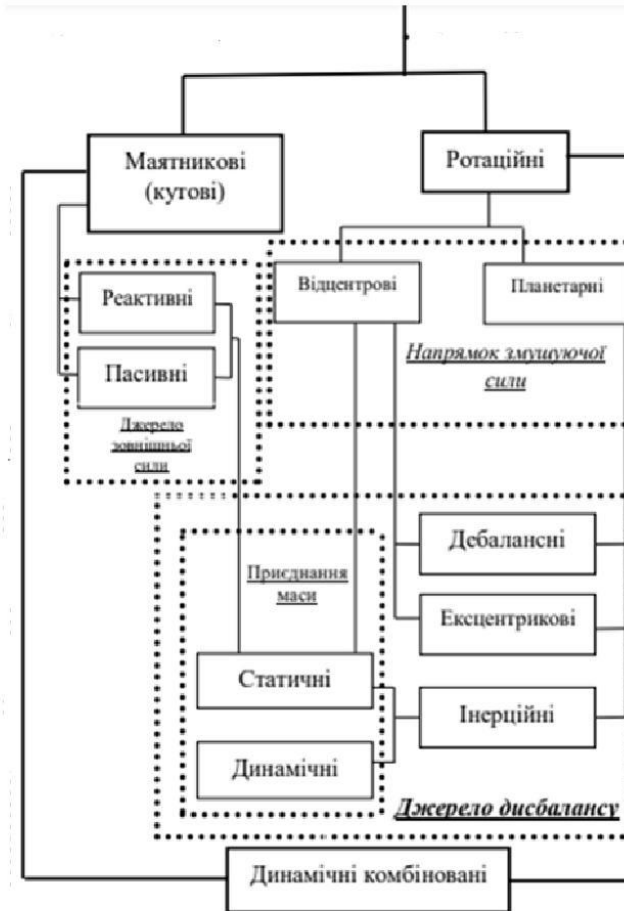 Маятникові
(кутові)
Ротаційні
Реактивні
Пасивні
Джерело
зовнішньої
сили
Відцентрові
Планетарні
Напрямок змушуючої
сили
Приєднання
маси
Дебалансні
Ексцентрикові
Статичні
Інерційні
Динамічні
Джерело дисбалансу
Динамічні комбіновані